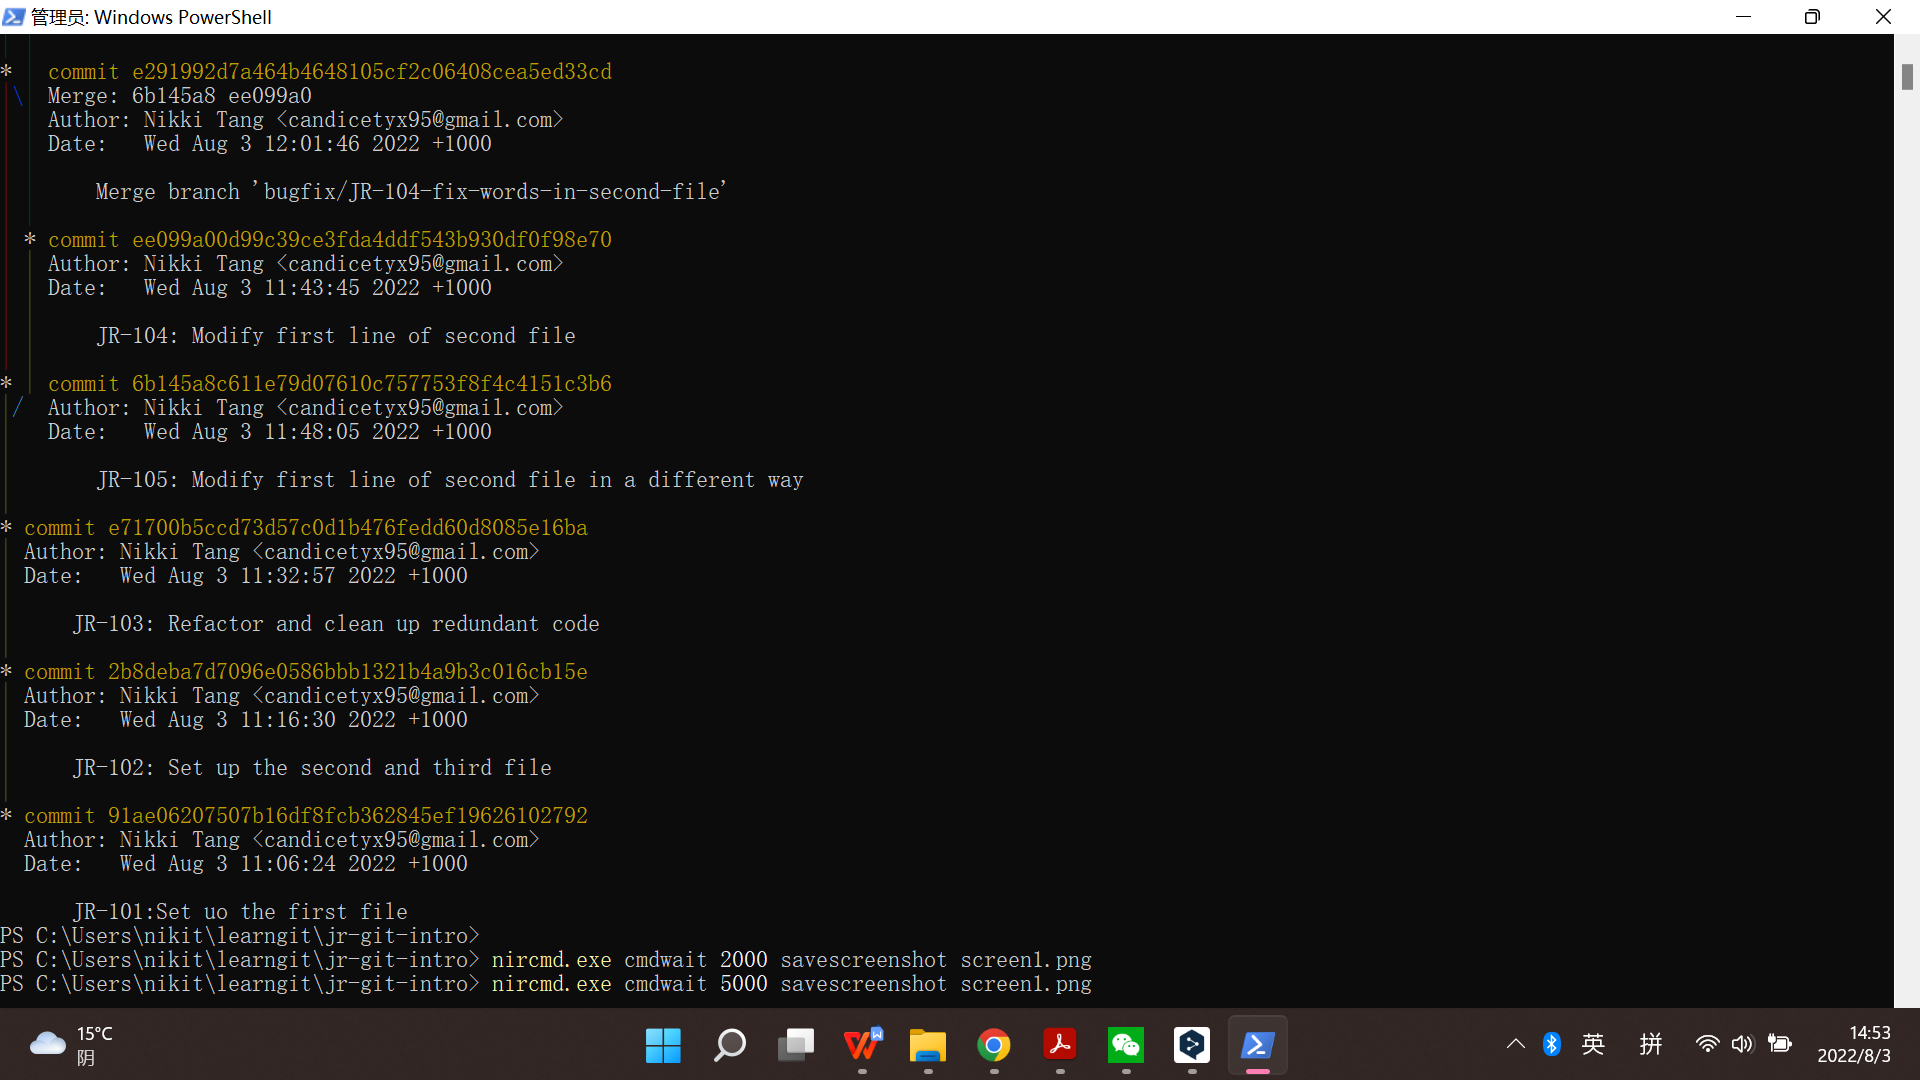 管理员: Windows PowerShell
* commit e291992d7a464b4648105cf2c06408cea5ed33cd
\ Merge: 6b145a8 ee099a0
Author: Nikki Tang <candicetyx95@gmail.com>
Date:   Wed Aug 3 12:01:46 2022 +1000
Merge branch 'bugfix/JR-104-fix-words-in-second-file'
* commit ee099a00d99c39ce3fda4ddf543b930df0f98e70
Author: Nikki Tang <candicetyx95@gmail.com>
Date:   Wed Aug 3 11:43:45 2022 +1000
JR-104: Modify first line of second file
* commit 6b145a8c611e79d07610c757753f8f4c4151c3b6
/ Author: Nikki Tang <candicetyx95@gmail.com>
Date:   Wed Aug 3 11:48:05 2022 +1000
JR-105: Modify first line of second file in a different way
* commit e71700b5ccd73d57c0d1b476fedd60d8085e16ba
Author: Nikki Tang <candicetyx95@gmail.com>
Date:   Wed Aug 3 11:32:57 2022 +1000
JR-103: Refactor and clean up redundant code
* commit 2b8deba7d7096e0586bbb1321b4a9b3c016cb15e
Author: Nikki Tang <candicetyx95@gmail.com>
Date:   Wed Aug 3 11:16:30 2022 +1000
JR-102: Set up the second and third file
* commit 91ae06207507b16df8fcb362845ef19626102792
Author: Nikki Tang <candicetyx95@gmail.com>
Date:   Wed Aug 3 11:06:24 2022 +1000
JR-101:Set uo the first file
PS C:\Users\nikit\learngit\jr-git-intro>
PS C:\Users\nikit\learngit\jr-git-intro> nircmd.exe cmdwait 2000 savescreenshot screen1.png
PS C:\Users\nikit\learngit\jr-git-intro> nircmd.exe cmdwait 5000 savescreenshot screen1.png
15°C
阴
英 拼
14:53
2022/8/3